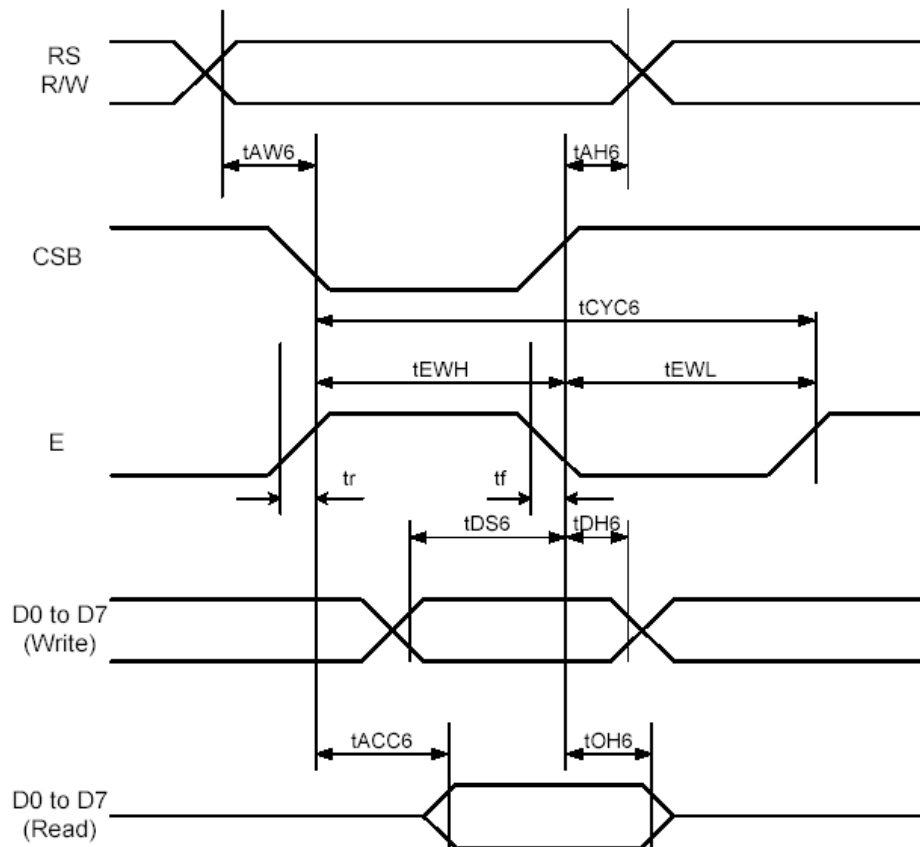 RS
R/W
tAW6
tAH6
CSB
tCYC6
tEWH
tEWL
E
tr
tf
tDS6
tDH6
D0 to D7
(Write)
tACC6
tOH6
D0 to D7
(Read)